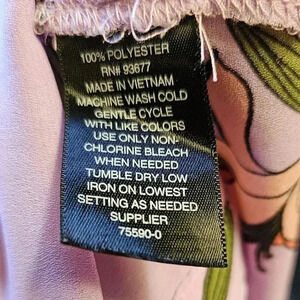 100% POLYESTER
RN# 93677
MADE IN VIETNAM
MACHINE WASH COLD
GENTLE CYCLE
WITH LIKE COLORS
USE ONLY NON-
CHLORINE BLEACH
WHEN NEEDED
TUMBLE DRY LOW
IRON ON LOWEST
SETTING AS NEEDED
SUPPLIER
75590-0